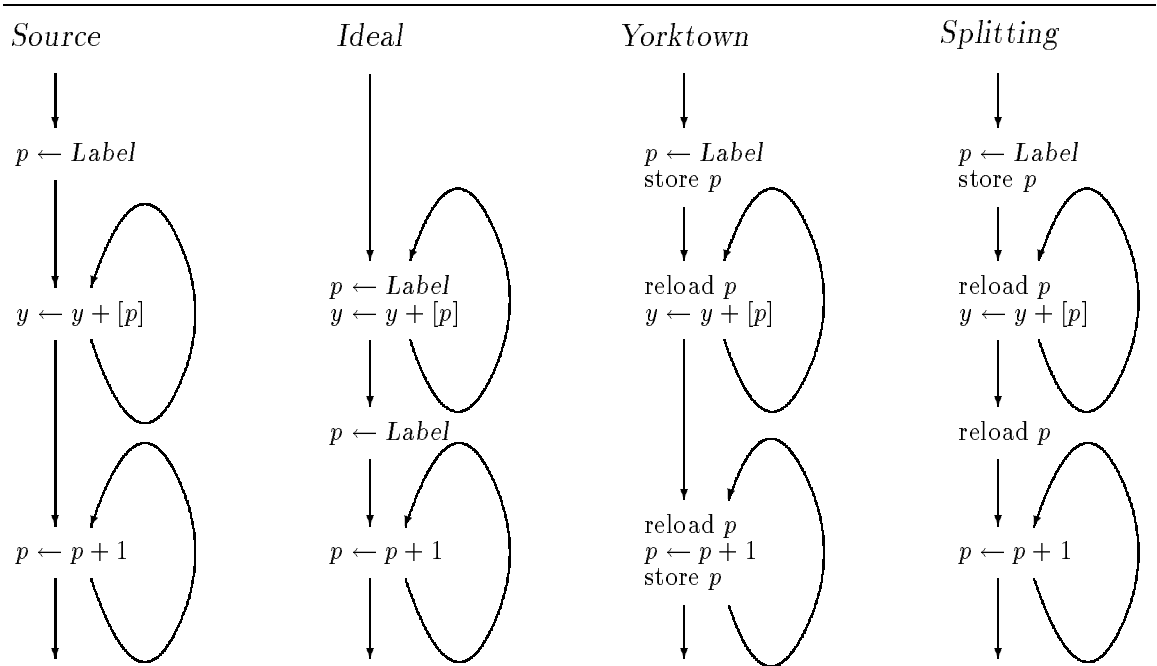 Source
p ← Label
y ← y + [p]
p ← p + 1
Ideal
p ← Label
y ← y + [p]
p ← Label
p ← p + 1
Yorktown
p ← Label
store p
reload p
y ← y + [p]
reload p
p ← p + 1
store p
Splitting
p ← Label
store p
reload p
y ← y + [p]
reload p
p ← p + 1